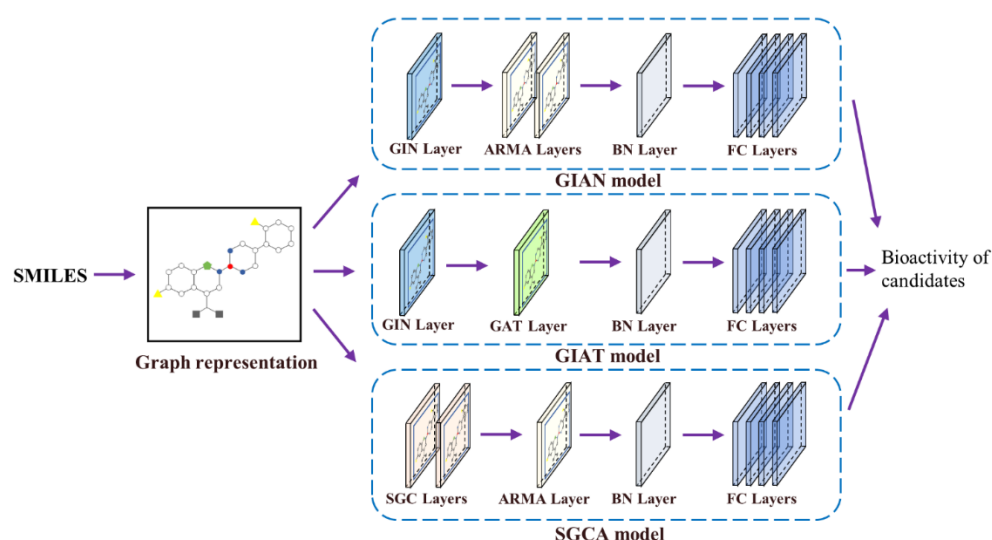 SMILES
Graph representation
GIN Layer
ARMA Layers
BN Layer
FC Layers
GIAN model
GIN Layer
GAT Layer
BN Layer
FC Layers
GIAT model
SGC Layers
ARMA Layer
BN Layer
FC Layers
SGCA model
Bioactivity of
candidates